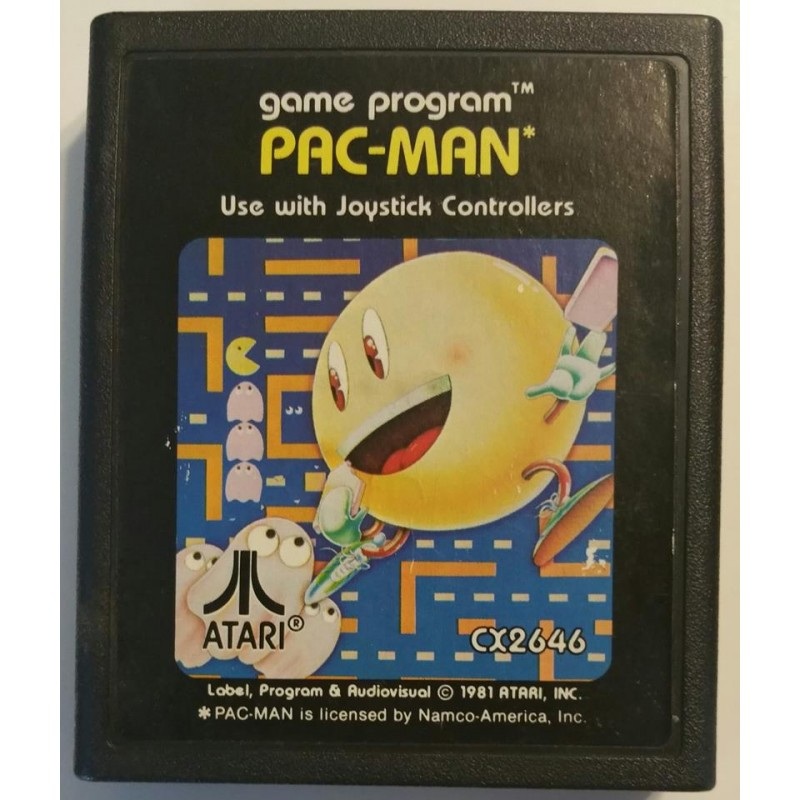 game program™
PAC-MAN*
Use with Joystick Controllers
ATARI®
CX2646
Label, Program & Audiovisual © 1981 ATARI, INC.
*PAC-MAN is licensed by Namco-America, Inc.